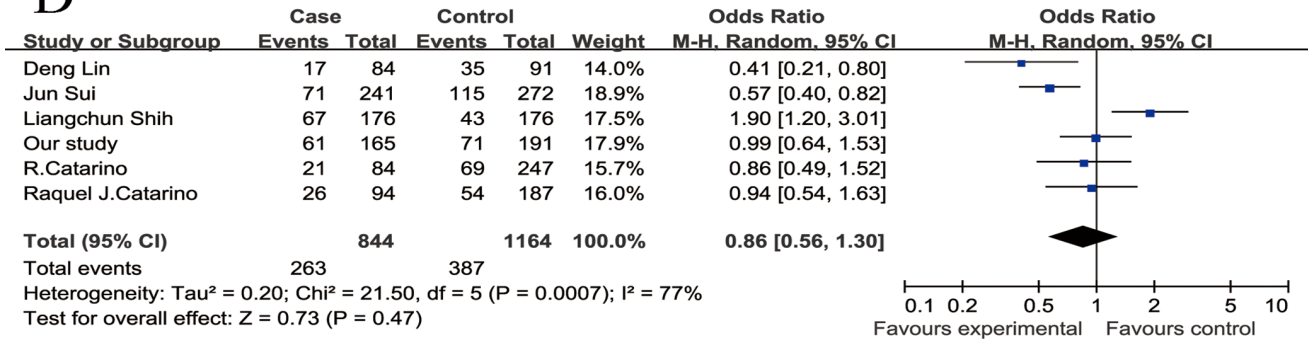 D
Case Control Odds Ratio Odds Ratio
Study or Subgroup Events Total Events Total Weight M-H, Random, 95% CI M-H, Random, 95% CI
Deng Lin 17 84 35 91 14.0% 0.41 [0.21, 0.80]
Jun Sui 71 241 115 272 18.9% 0.57 [0.40, 0.82]
Liangchun Shih 67 176 43 176 17.5% 1.90 [1.20, 3.01]
Our study 61 165 71 191 17.9% 0.99 [0.64, 1.53]
R.Catarino 21 84 69 247 15.7% 0.86 [0.49, 1.52]
Raquel J.Catarino 26 94 54 187 16.0% 0.94 [0.54, 1.63]
Total (95% CI) 844 1164 100.0% 0.86 [0.56, 1.30]
Total events 263 387
Heterogeneity: Tau² = 0.20; Chi² = 21.50, df = 5 (P = 0.0007); I² = 77%
Test for overall effect: Z = 0.73 (P = 0.47)
0.1 0.2 0.5 1 2 5 10
Favours experimental Favours control